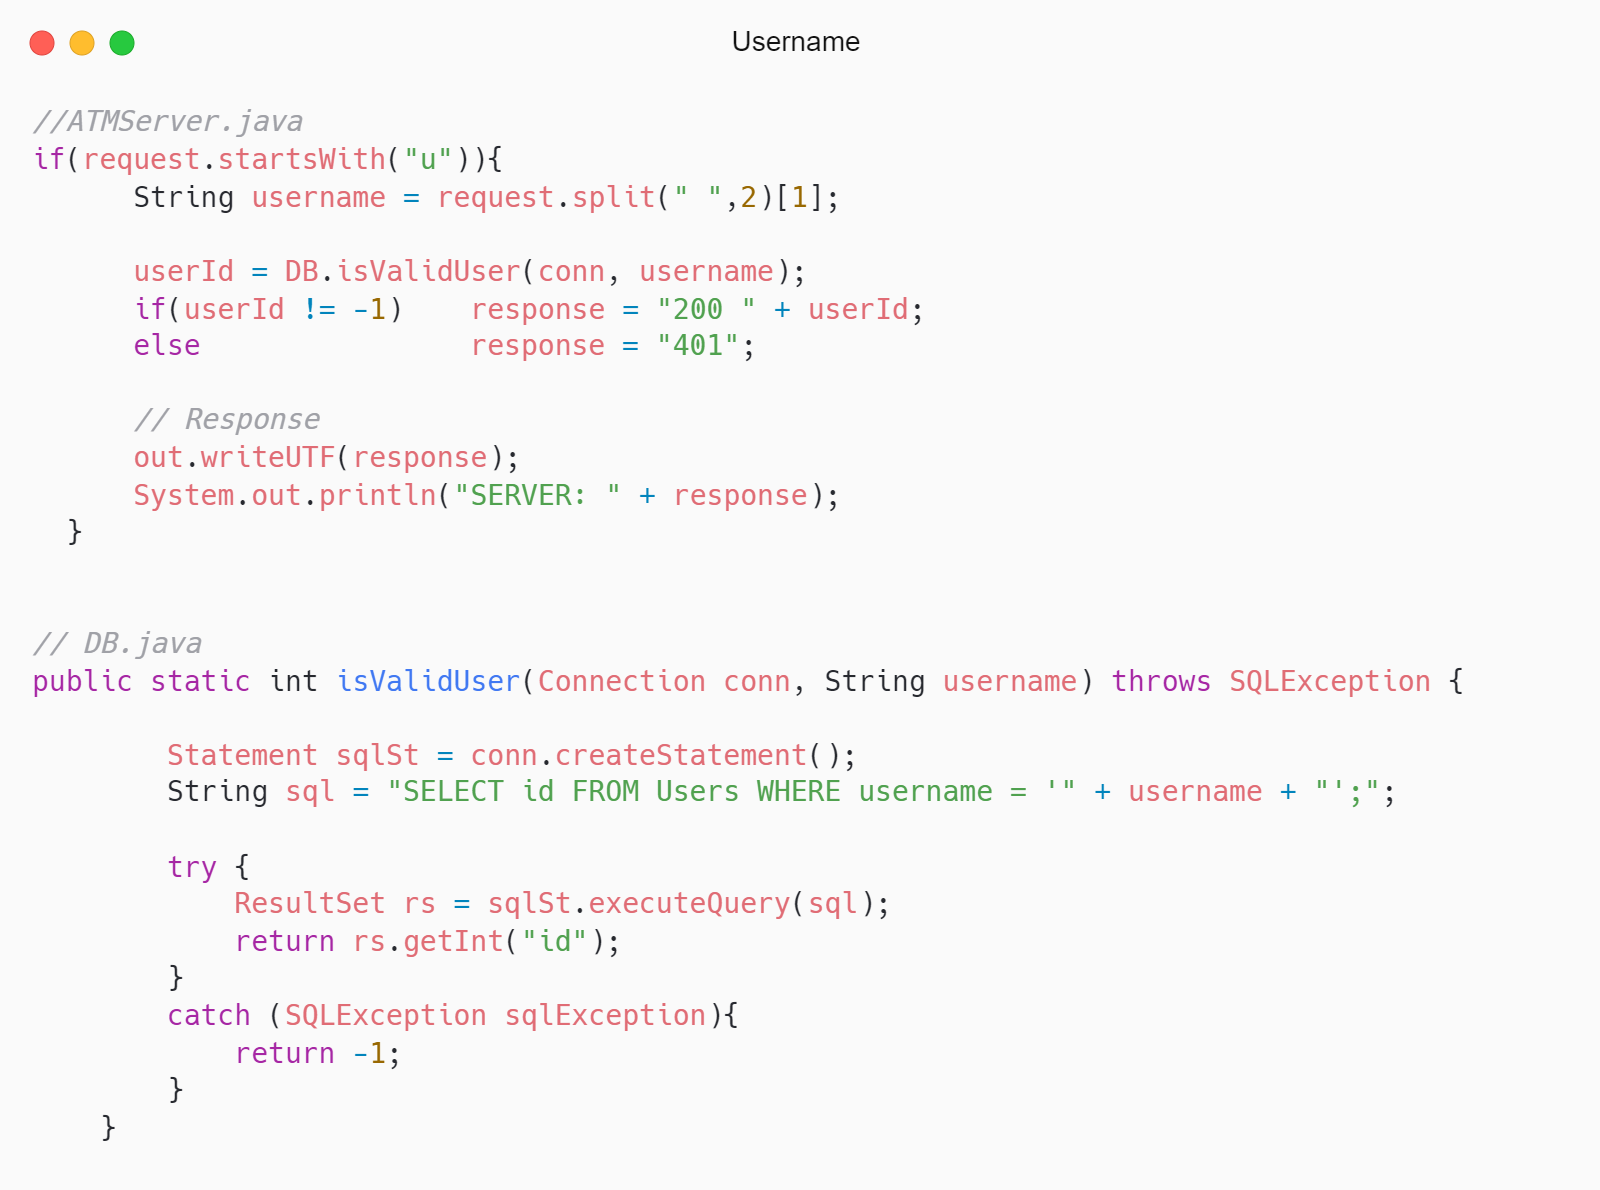 Username
//ATMServer.java
if(request.startsWith("u")){
      String username = request.split(" ",2)[1];
      userId = DB.isValidUser(conn, username);
      if(userId != -1)    response = "200 " + userId;
      else                response = "401";
      // Response
      out.writeUTF(response);
      System.out.println("SERVER: " + response);
  }
// DB.java
public static int isValidUser(Connection conn, String username) throws SQLException {
        Statement sqlSt = conn.createStatement();
        String sql = "SELECT id FROM Users WHERE username = '" + username + "';";
        try {
            ResultSet rs = sqlSt.executeQuery(sql);
            return rs.getInt("id");
        }
        catch (SQLException sqlException){
            return -1;
        }
    }